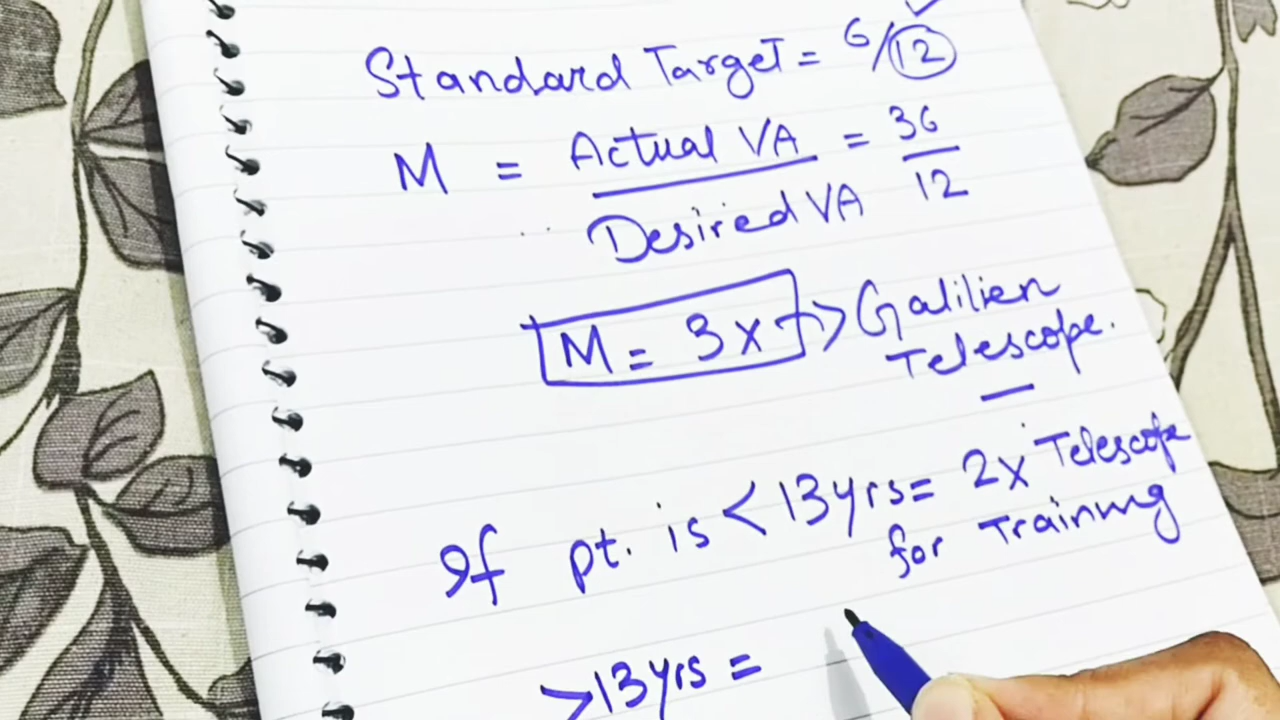 Standard Target = 6/12
M = Actual VA / Desired VA = 36 / 12
M = 3x → Galilien
Telescope.
If pt. is < 13yrs = 2x Telescope
for Training
>13yrs =